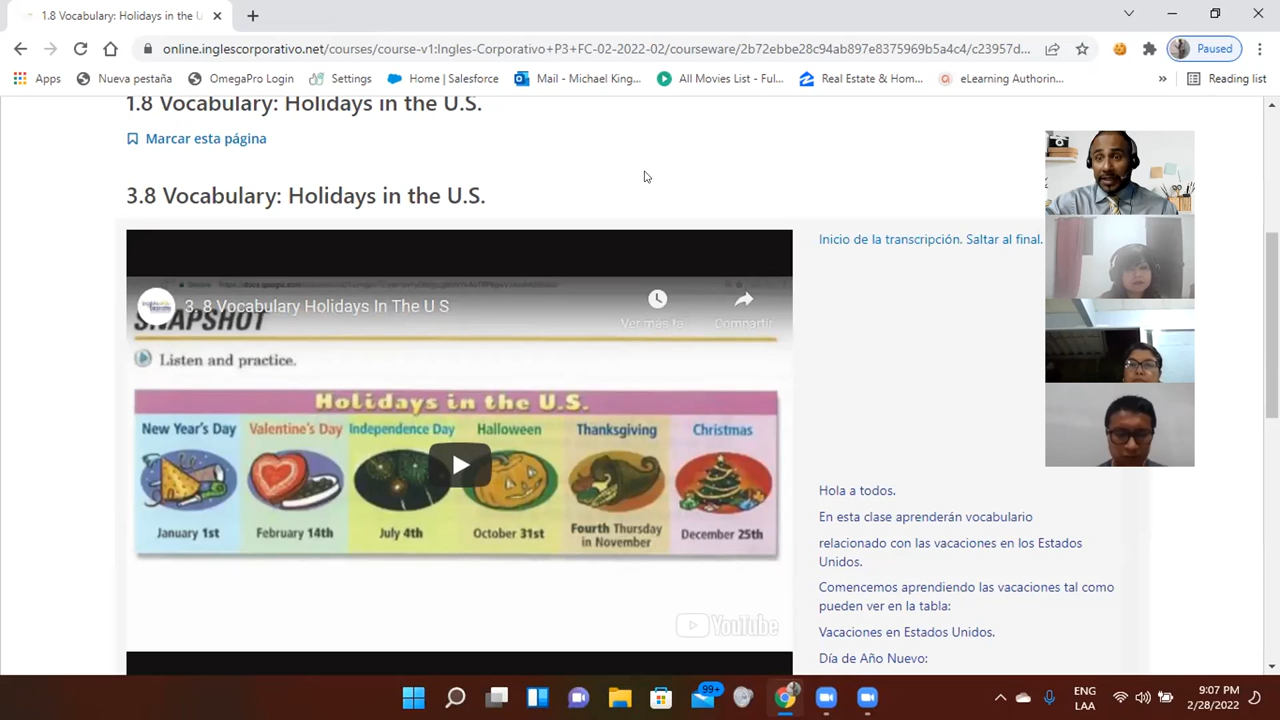 1.8 Vocabulary: Holidays in the U
online.inglescorporativo.net/courses/course-v1:Ingles-Corporativo+P3+FC-02-2022-02/courseware/2b72ebbe28c94ab897e8375969b5a4c4/c23957d...
Paused
Apps
Nueva pestaña
OmegaPro Login
Settings
Home | Salesforce
Mail - Michael King...
All Movies List - Ful...
Real Estate & Hom...
eLearning Authorin...
»
Reading list
1.8 Vocabulary: Holidays in the U.S.
Marcar esta página
3.8 Vocabulary: Holidays in the U.S.
3, 8 Vocabulary Holidays In The U S
Ver más ta
Compartir
SNAPSHOT
Listen and practice.
Holidays in the U.S.
New Year's Day
Valentine's Day
Independence Day
Halloween
Thanksgiving
Christmas
January 1st
February 14th
July 4th
October 31st
Fourth Thursday
in November
December 25th
YouTube
Inicio de la transcripción. Saltar al final.
Hola a todos.
En esta clase aprenderán vocabulario
relacionado con las vacaciones en los Estados
Unidos.
Comencemos aprendiendo las vacaciones tal como
pueden ver en la tabla:
Vacaciones en Estados Unidos.
Día de Año Nuevo:
99+
ENG
LAA
9:07 PM
2/28/2022